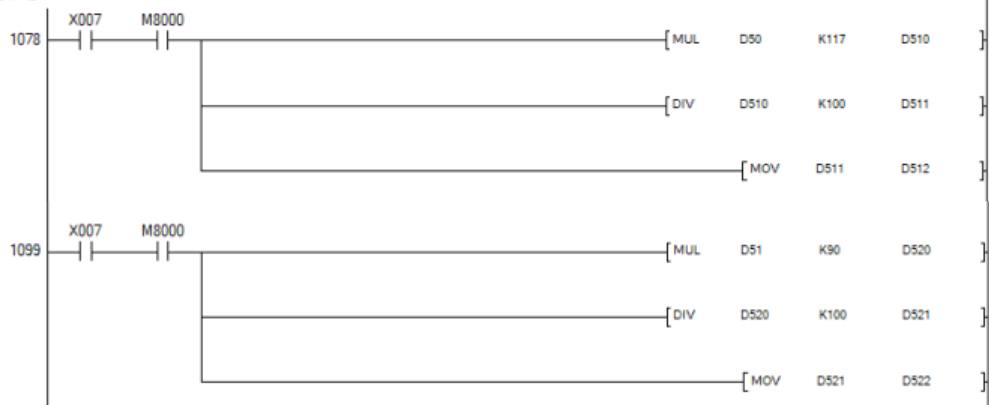 X007 M8000
1078 [ MUL D50 K117 D510 ]
[ DIV D510 K100 D511 ]
[ MOV D511 D512 ]
X007 M8000
1099 [ MUL D51 K90 D520 ]
[ DIV D520 K100 D521 ]
[ MOV D521 D522 ]